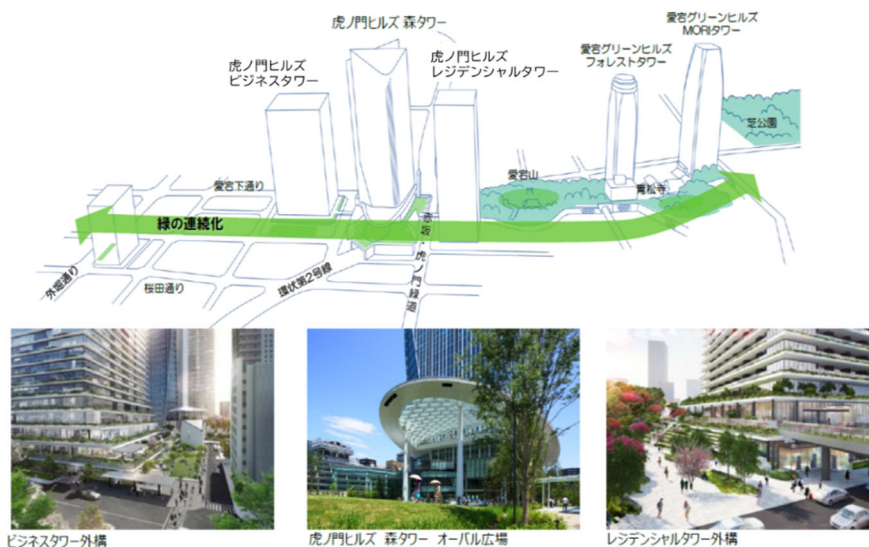 虎ノ門ヒルズ 森タワー
虎ノ門ヒルズ
ビジネスタワー
虎ノ門ヒルズ
レジデンシャルタワー
愛宕グリーンヒルズ
フォレストタワー
愛宕グリーンヒルズ
MORIタワー
芝公園
愛宕下通り
愛宕山
青松寺
緑の連続化
外堀通り
桜田通り
環状第2号線
赤坂・虎ノ門緑道
ビジネスタワー外構
虎ノ門ヒルズ 森タワー オーバル広場
レジデンシャルタワー外構